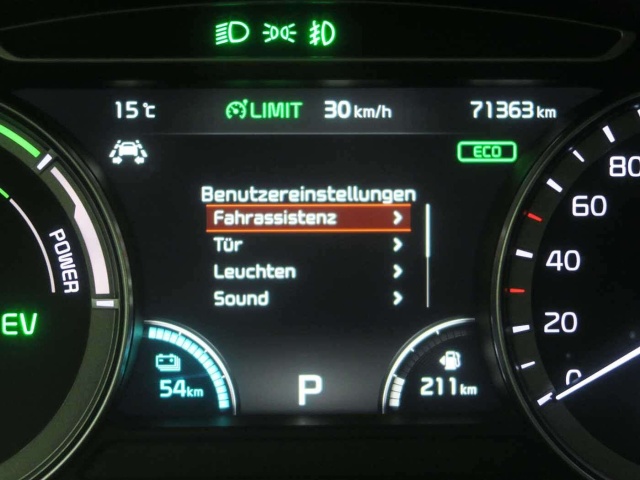 15 °C LIMIT 30 km/h 71363 km
ECO
Benutzereinstellungen
Fahrassistenz
Tür
Leuchten
Sound
POWER
EV
54 km
P
211 km
80
60
40
20
0